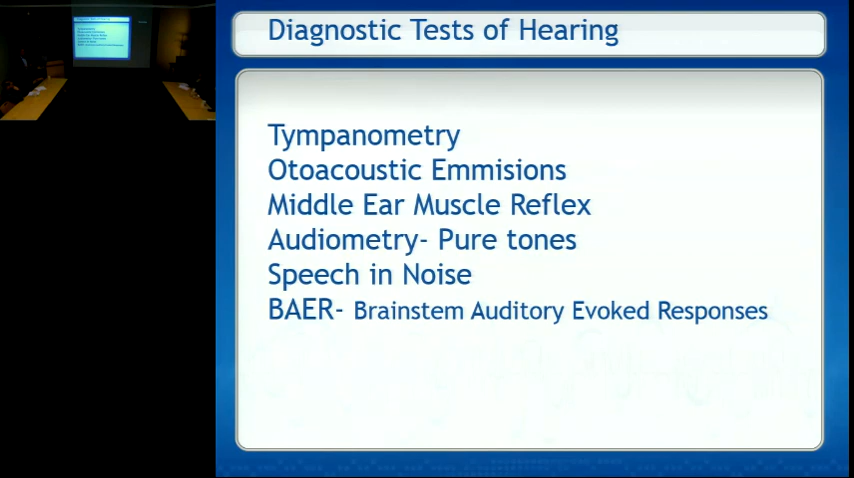 Diagnostic Tests of Hearing
Tympanometry
Otoacoustic Emmisions
Middle Ear Muscle Reflex
Audiometry- Pure tones
Speech in Noise
BAER- Brainstem Auditory Evoked Responses